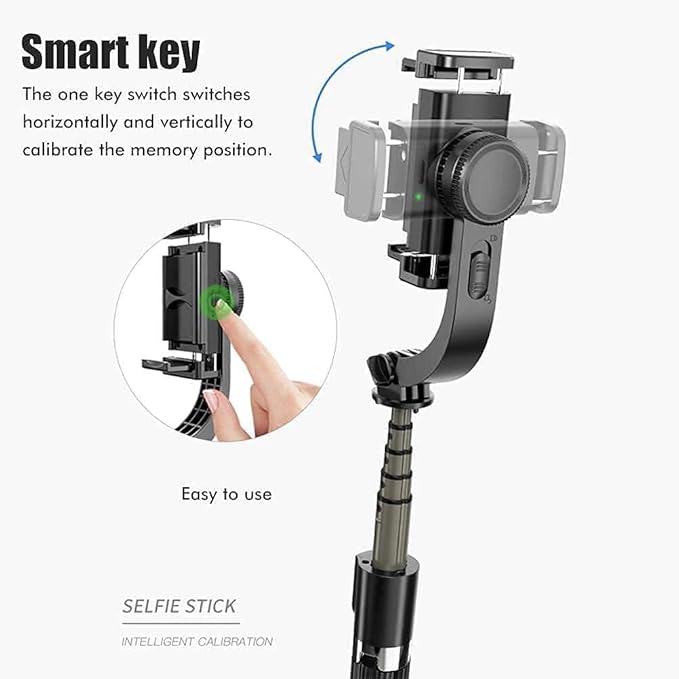 Smart key
The one key switch switches
horizontally and vertically to
calibrate the memory position.
Easy to use
SELFIE STICK
INTELLIGENT CALIBRATION